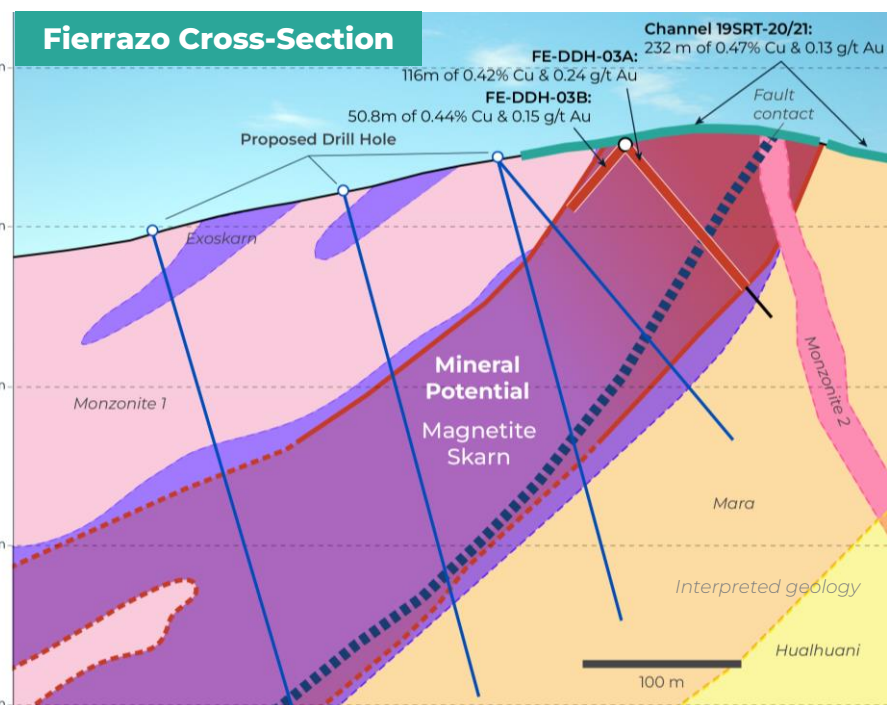 Fierrazo Cross-Section
Channel 19SRT-20/21:
232 m of 0.47% Cu & 0.13 g/t Au
FE-DDH-03A:
116m of 0.42% Cu & 0.24 g/t Au
FE-DDH-03B:
50.8m of 0.44% Cu & 0.15 g/t Au
Fault
contact
Proposed Drill Hole
Exoskarn
Monzonite 1
Mineral
Potential
Magnetite
Skarn
Monzonite 2
Mara
Interpreted geology
Hualhuani
100 m
m
m
m
m
m